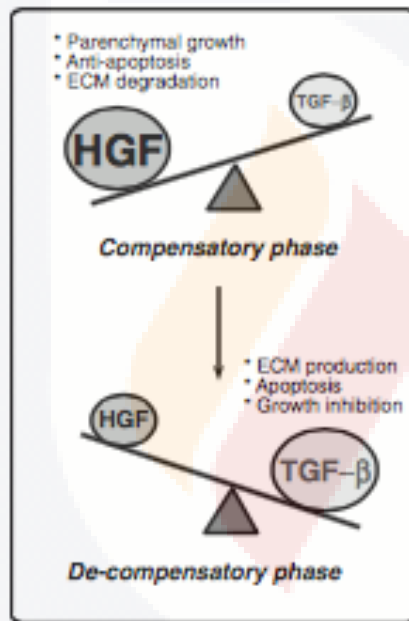 * Parenchymal growth
* Anti-apoptosis
* ECM degradation
TGF-β
HGF
Compensatory phase
* ECM production
* Apoptosis
* Growth inhibition
HGF
TGF-β
De-compensatory phase